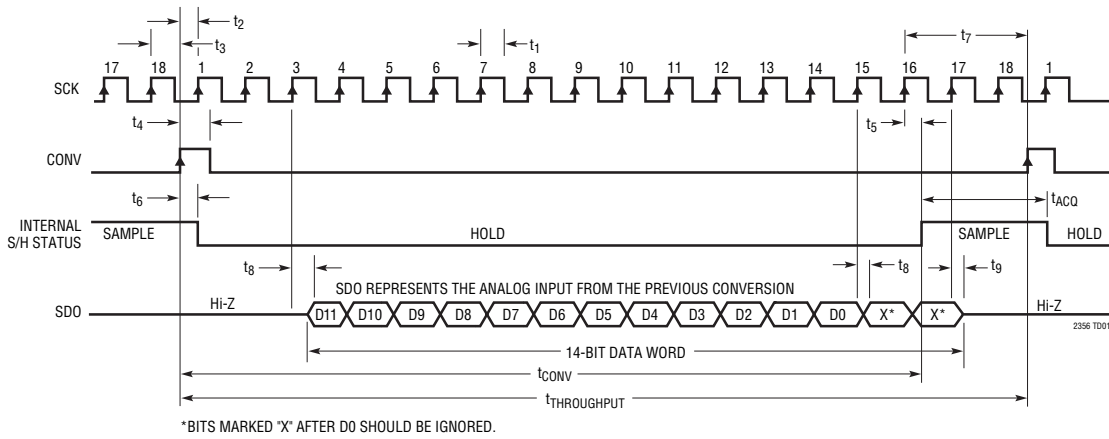 t2
t3
t1
t7
17 18 1 2 3 4 5 6 7 8 9 10 11 12 13 14 15 16 17 18 1
SCK
t4
t5
CONV
t6
tACQ
INTERNAL
S/H STATUS
SAMPLE
HOLD
SAMPLE
HOLD
t8
t8
t9
SDO REPRESENTS THE ANALOG INPUT FROM THE PREVIOUS CONVERSION
SDO
Hi-Z
D11 D10 D9 D8 D7 D6 D5 D4 D3 D2 D1 D0 X* X*
Hi-Z
2356 TD01
14-BIT DATA WORD
tCONV
tTHROUGHPUT
*BITS MARKED "X" AFTER D0 SHOULD BE IGNORED.